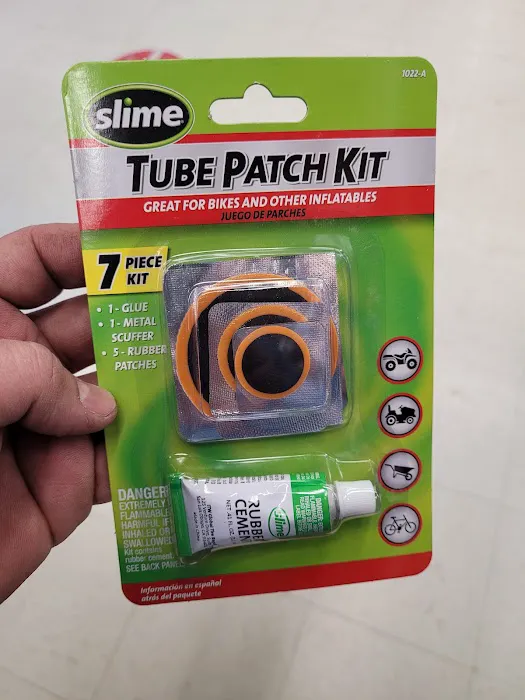 1022-A
slime
TUBE PATCH KIT
GREAT FOR BIKES AND OTHER INFLATABLES
JUEGO DE PARCHES
7 PIECE
KIT
• 1 - GLUE
• 1 - METAL
SCUFFER
• 5 - RUBBER
PATCHES
DANGER
EXTREMELY
FLAMMABLE
HARMFUL IF
INHALED OR
SWALLOWED
Kit contains
rubber cement.
SEE BACK PANEL
RUBBER
CEMENT
slime
información en español
atrás del paquete